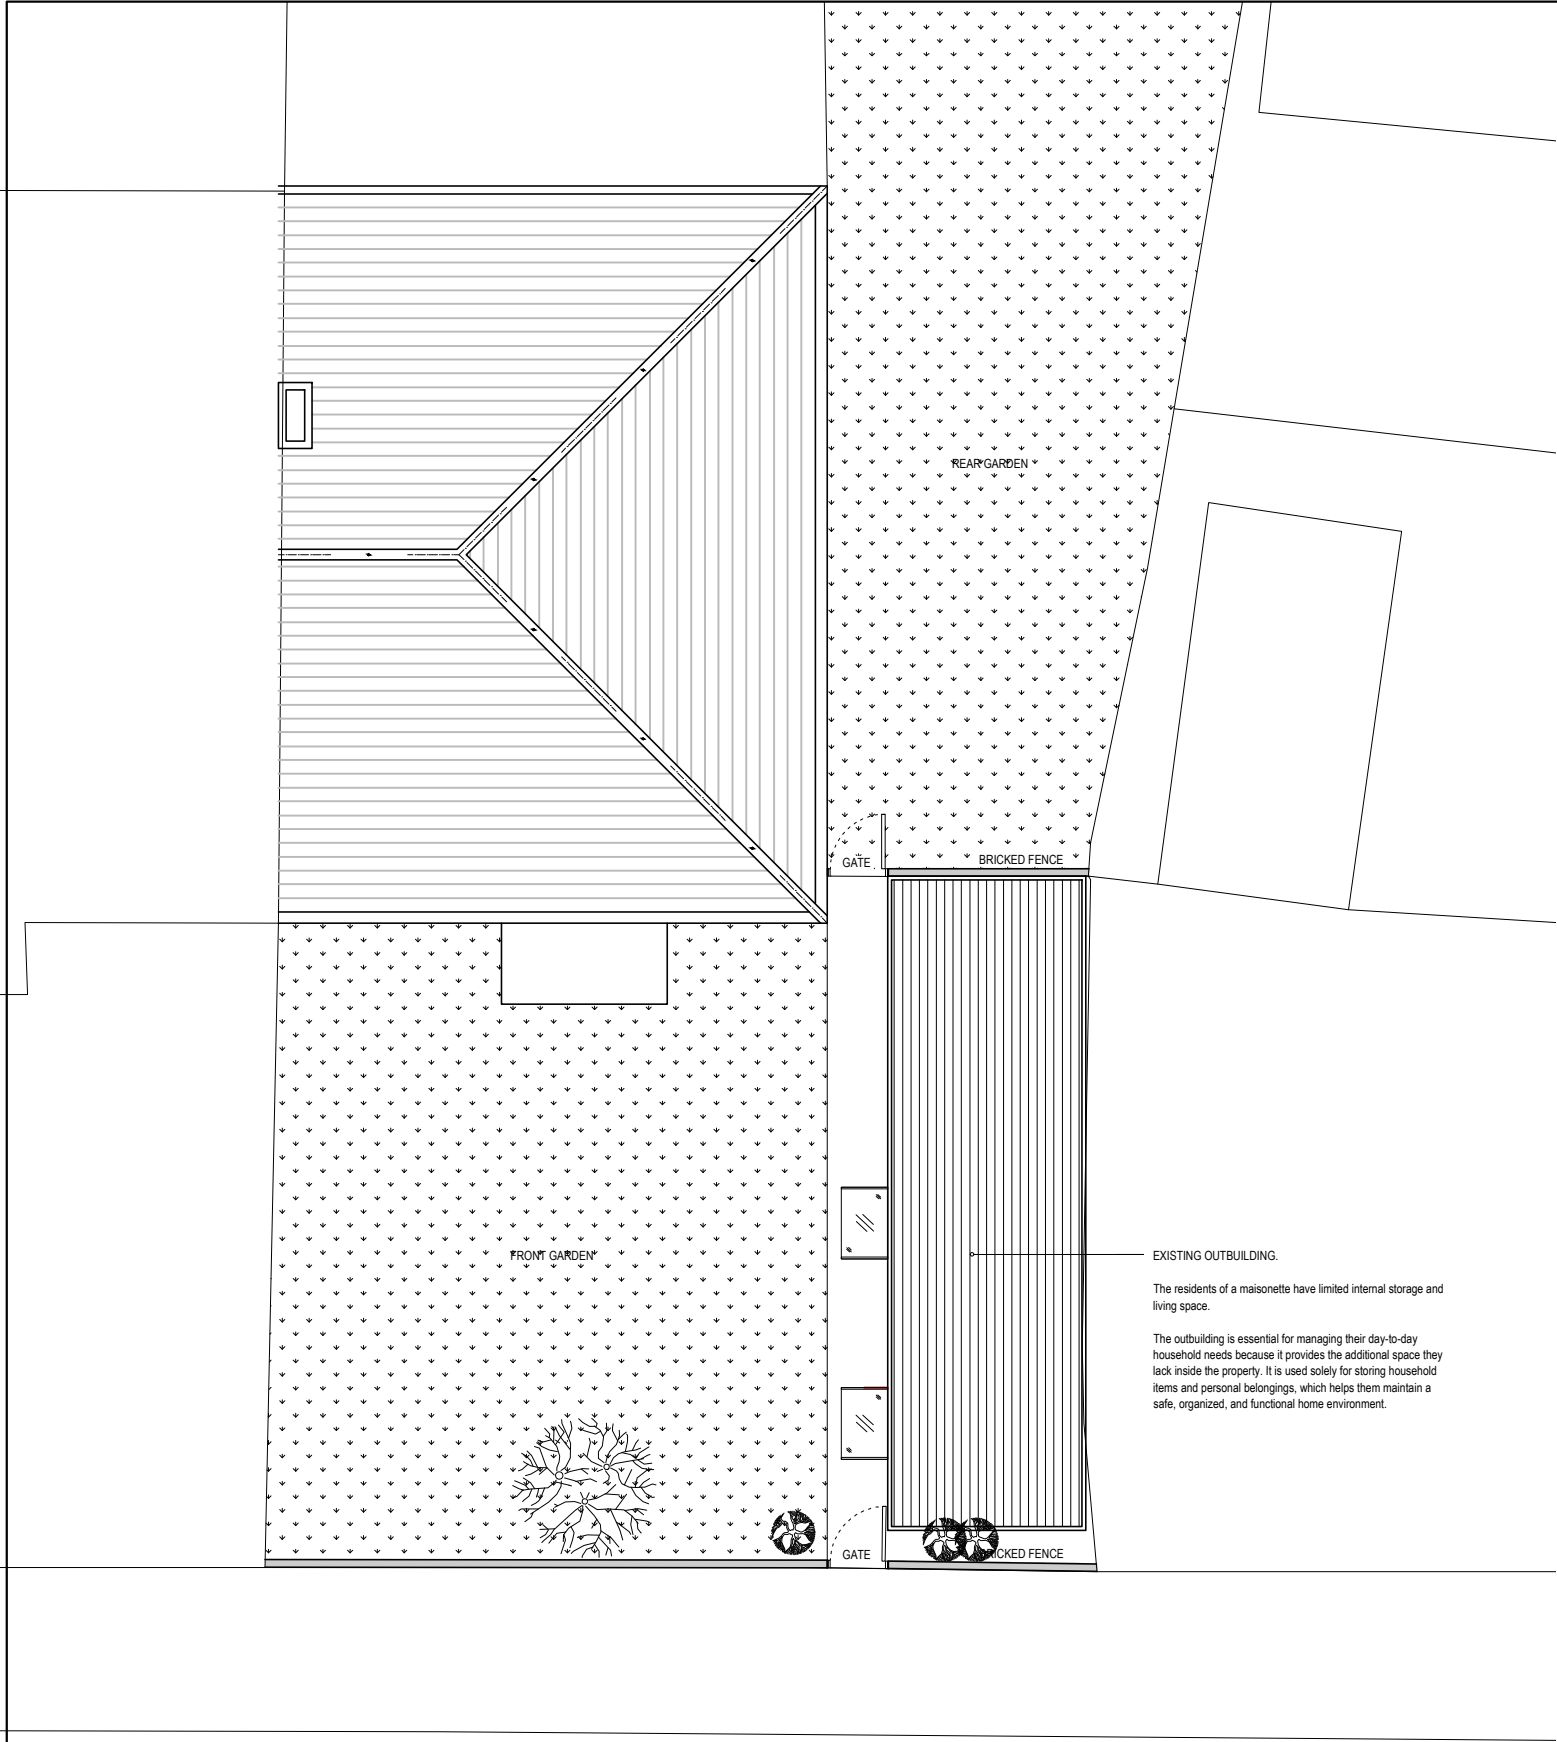 REAR GARDEN
GATE
BRICKED FENCE
FRONT GARDEN
EXISTING OUTBUILDING.
The residents of a maisonette have limited internal storage and
living space.
The outbuilding is essential for managing their day-to-day
household needs because it provides the additional space they
lack inside the property. It is used solely for storing household
items and personal belongings, which helps them maintain a
safe, organized, and functional home environment.
GATE
BRICKED FENCE